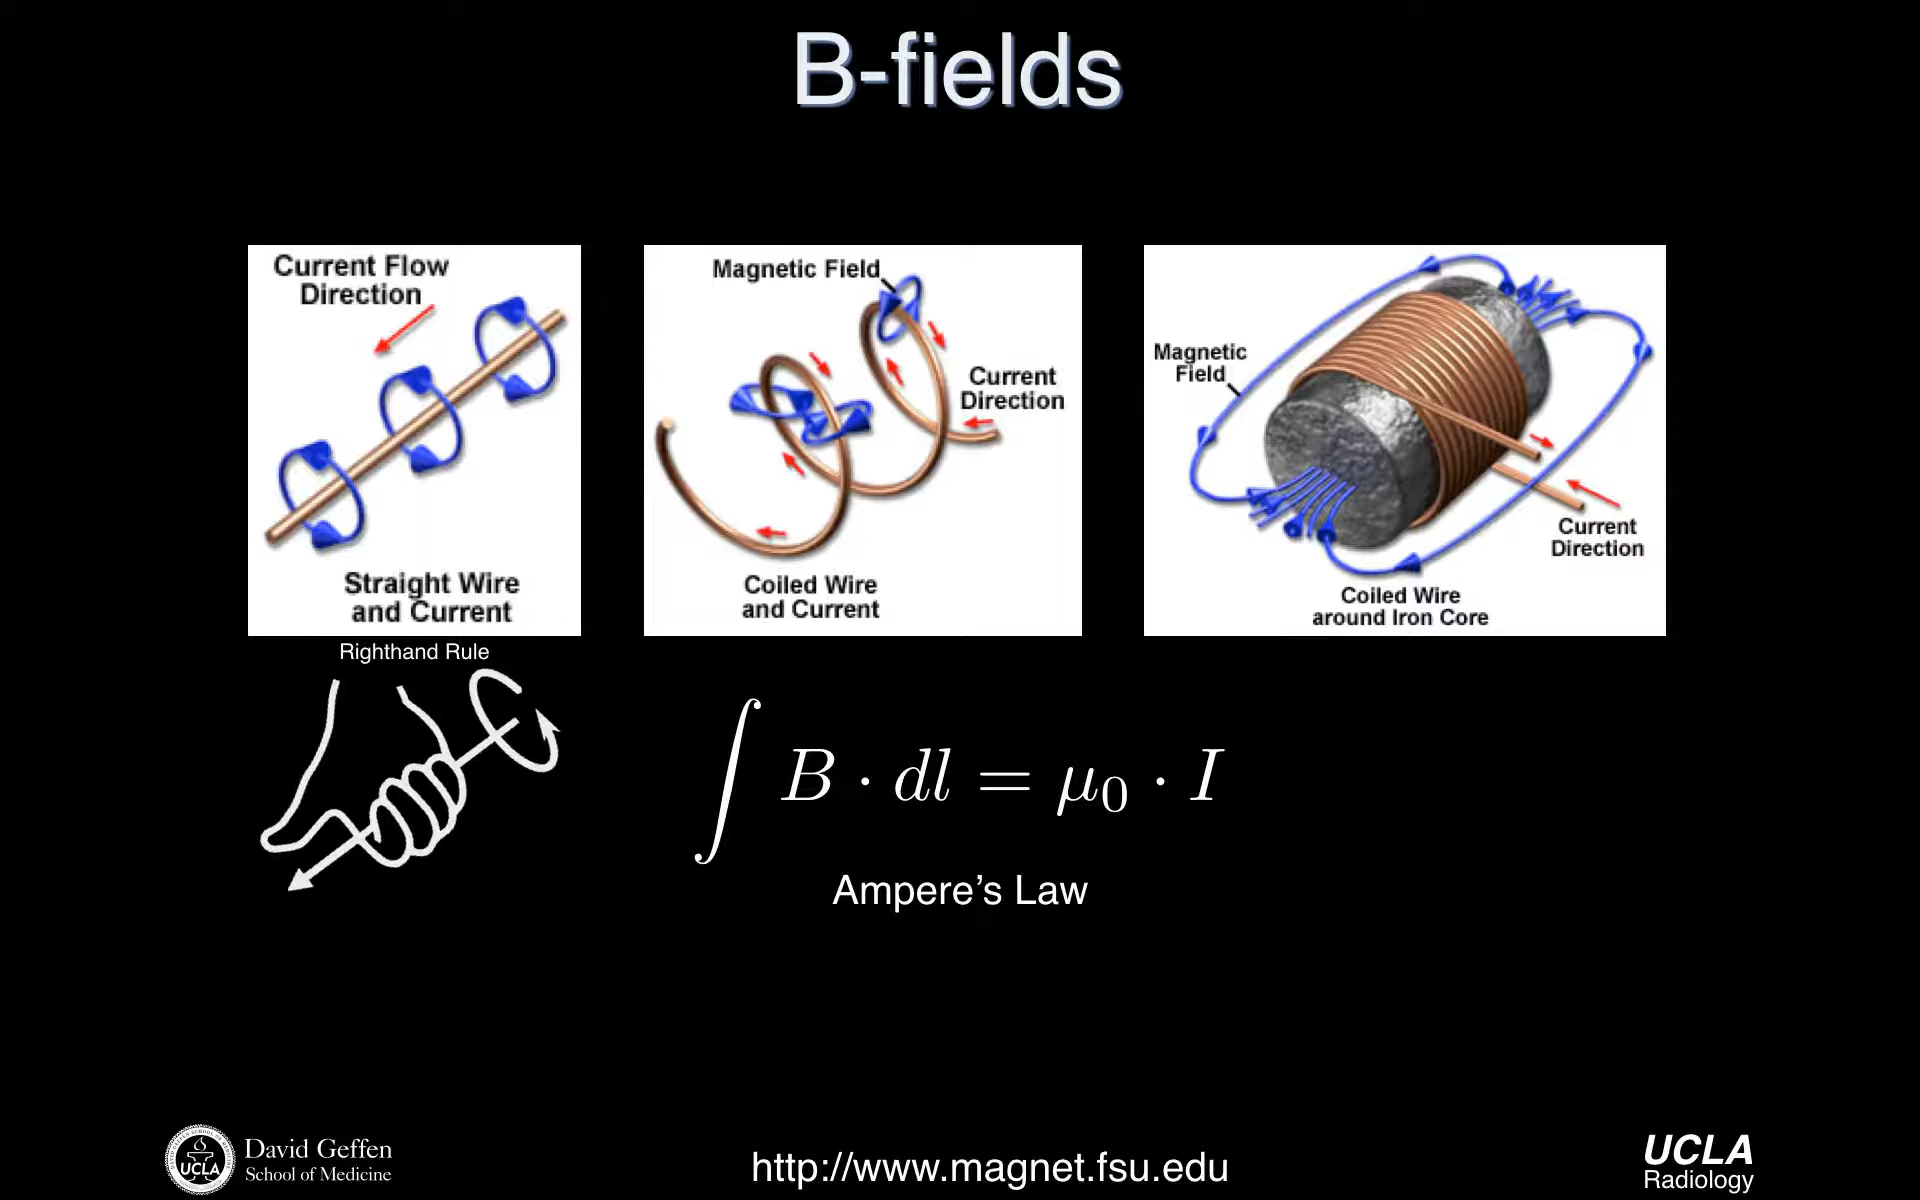 B-fields
Current Flow
Direction
Straight Wire
and Current
Magnetic Field
Current
Direction
Coiled Wire
and Current
Magnetic
Field
Current
Direction
Coiled Wire
around Iron Core
Righthand Rule
∫ B · dl = μ₀ · I
Ampere’s Law
UCLA
David Geffen
School of Medicine
http://www.magnet.fsu.edu
UCLA
Radiology